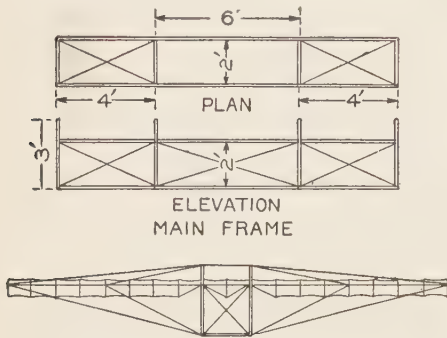 6'
2'
4' PLAN 4'
3'
2'
ELEVATION
MAIN FRAME